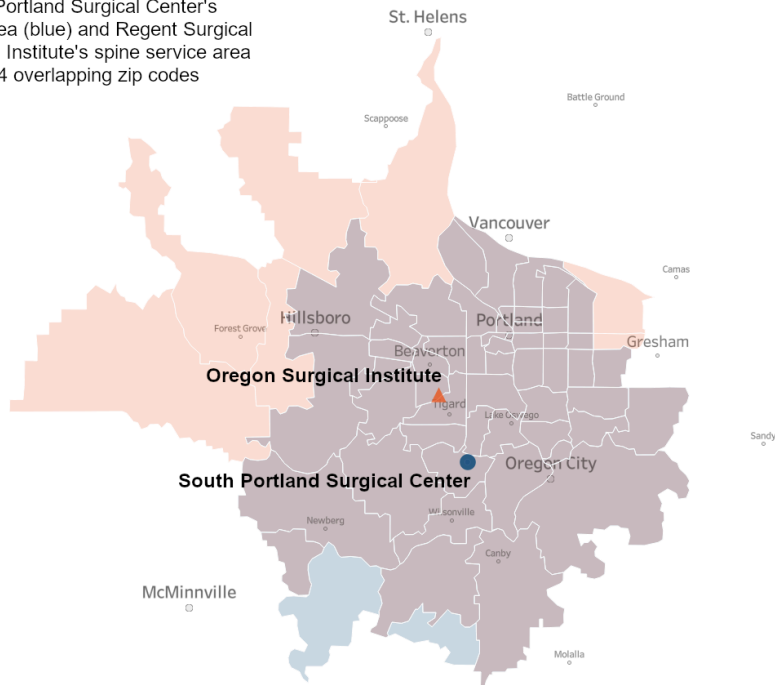 Portland Surgical Center's
ea (blue) and Regent Surgical
Institute's spine service area
4 overlapping zip codes
St. Helens
Battle Ground
Scappoose
Vancouver
Camas
Hillsboro
Portland
Forest Grove
Gresham
Beaverton
Oregon Surgical Institute
Tigard
Lake Oswego
Sandy
Oregon City
South Portland Surgical Center
Wilsonville
Newberg
Canby
McMinnville
Molalla